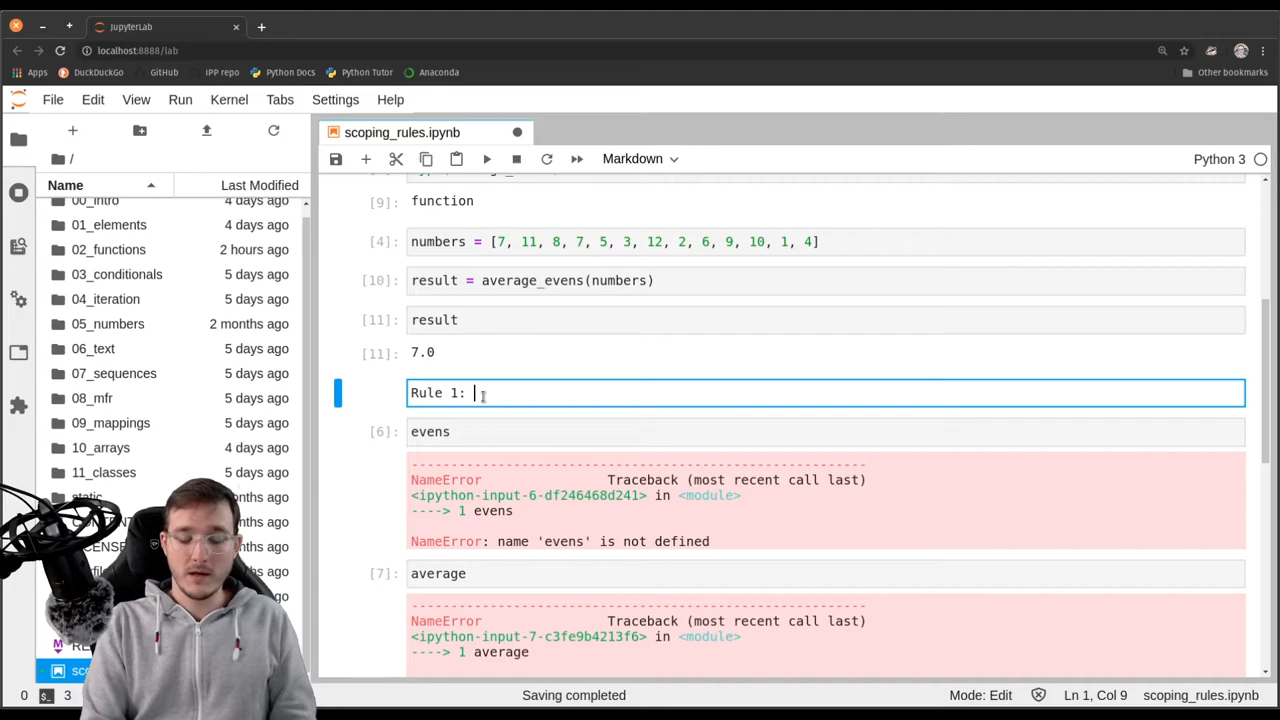 JupyterLab
localhost:8888/lab
Apps DuckDuckGo GitHub IPP repo Python Docs Python Tutor Anaconda Other bookmarks
File Edit View Run Kernel Tabs Settings Help
scoping_rules.ipynb
Markdown Python 3
/
Name Last Modified
00_intro 4 days ago
01_elements 4 days ago
02_functions 2 hours ago
03_conditionals 5 days ago
04_iteration 5 days ago
05_numbers 2 months ago
06_text 5 days ago
07_sequences 5 days ago
08_mfr 5 days ago
09_mappings 5 days ago
10_arrays 4 days ago
11_classes 5 days ago
static
[9]: function
[4]: numbers = [7, 11, 8, 7, 5, 3, 12, 2, 6, 9, 10, 1, 4]
[10]: result = average_evens(numbers)
[11]: result
[11]: 7.0
Rule 1:
[6]: evens
NameError Traceback (most recent call last)
<ipython-input-6-df246468d241> in <module>
----> 1 evens
NameError: name 'evens' is not defined
[7]: average
NameError Traceback (most recent call last)
<ipython-input-7-c3fe9b4213f6> in <module>
----> 1 average
0 $_ 3 Saving completed Mode: Edit Ln 1, Col 9 scoping_rules.ipynb